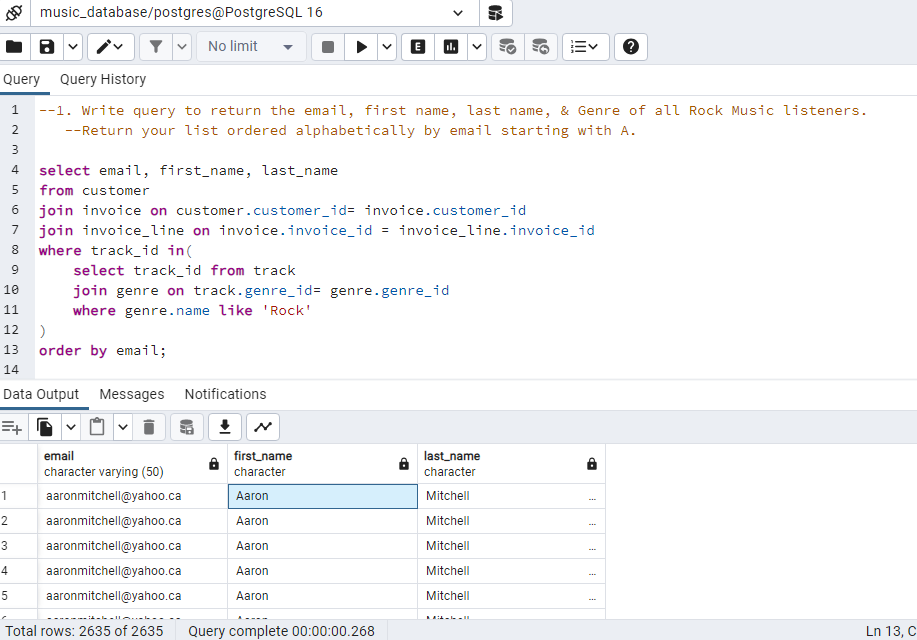 music_database/postgres@PostgreSQL 16
No limit
E
Query Query History
1 --1. Write query to return the email, first name, last name, & Genre of all Rock Music listeners.
2 --Return your list ordered alphabetically by email starting with A.
3
4 select email, first_name, last_name
5 from customer
6 join invoice on customer.customer_id= invoice.customer_id
7 join invoice_line on invoice.invoice_id = invoice_line.invoice_id
8 where track_id in(
9 select track_id from track
10 join genre on track.genre_id= genre.genre_id
11 where genre.name like 'Rock'
12 )
13 order by email;
14
Data Output Messages Notifications
email first_name last_name
character varying (50) character character
1 aaronmitchell@yahoo.ca Aaron Mitchell ...
2 aaronmitchell@yahoo.ca Aaron Mitchell ...
3 aaronmitchell@yahoo.ca Aaron Mitchell ...
4 aaronmitchell@yahoo.ca Aaron Mitchell ...
5 aaronmitchell@yahoo.ca Aaron Mitchell ...
Total rows: 2635 of 2635 Query complete 00:00:00.268 Ln 13, C